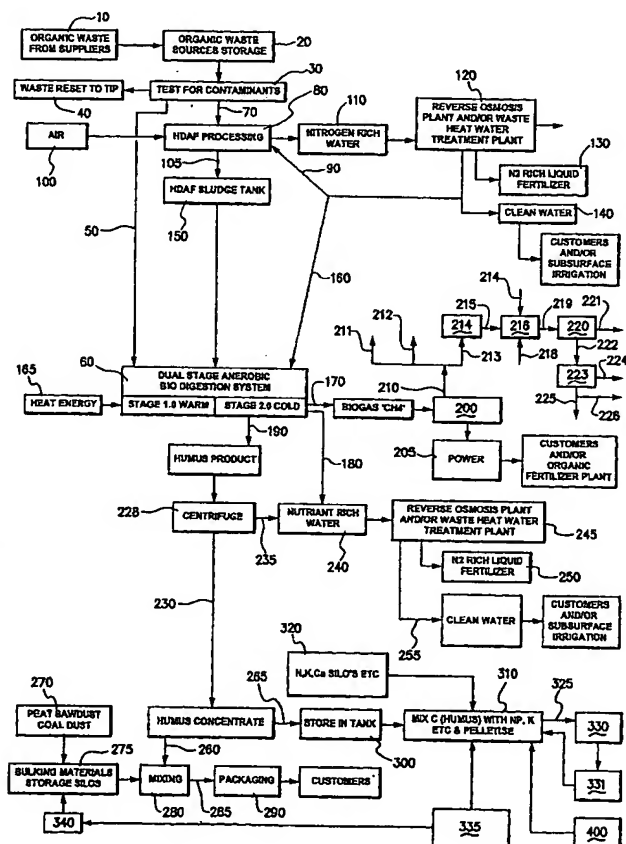 10
ORGANIC WASTE
FROM SUPPLIERS
ORGANIC WASTE
SOURCES STORAGE
20
30
WASTE RESET TO TIP
TEST FOR CONTAMINANTS
40
70
80
110
120
AIR
HDAF PROCESSING
NITROGEN RICH
WATER
REVERSE OSMOSIS
PLANT AND/OR WASTE
HEAT WATER
TREATMENT PLANT
100
105
90
130
N2 RICH LIQUID
FERTILIZER
HDAF SLUDGE TANK
150
CLEAN WATER
140
50
160
CUSTOMERS
AND/OR
SUBSURFACE
IRRIGATION
214
211
212
215
219
221
214
216
220
213
218
222
224
223
225
226
60
165
DUAL STAGE ANEROBIC
BIO DIGESTION SYSTEM
HEAT ENERGY
STAGE 1.0 WARM
STAGE 2.0 COLD
170
BIOGAS 'CH4'
210
200
190
180
205
POWER
CUSTOMERS
AND/OR
ORGANIC
FERTILIZER PLANT
HUMUS PRODUCT
228
CENTRIFUGE
235
NUTRIENT RICH
WATER
240
REVERSE OSMOSIS PLANT
AND/OR WASTE HEAT WATER
TREATMENT PLANT
245
N2 RICH LIQUID
FERTILIZER
250
230
255
CLEAN WATER
CUSTOMERS
AND/OR
SUBSURFACE
IRRIGATION
320
N,K,Ca SILO'S ETC
270
265
310
325
PEAT SAWDUST
COAL DUST
HUMUS CONCENTRATE
STORE IN TANK
MIX C (HUMUS) WITH NP, K
ETC & PELLETISE
330
275
260
300
BULKING MATERIALS
STORAGE SILOS
MIXING
PACKAGING
CUSTOMERS
331
280
285
290
340
335
400